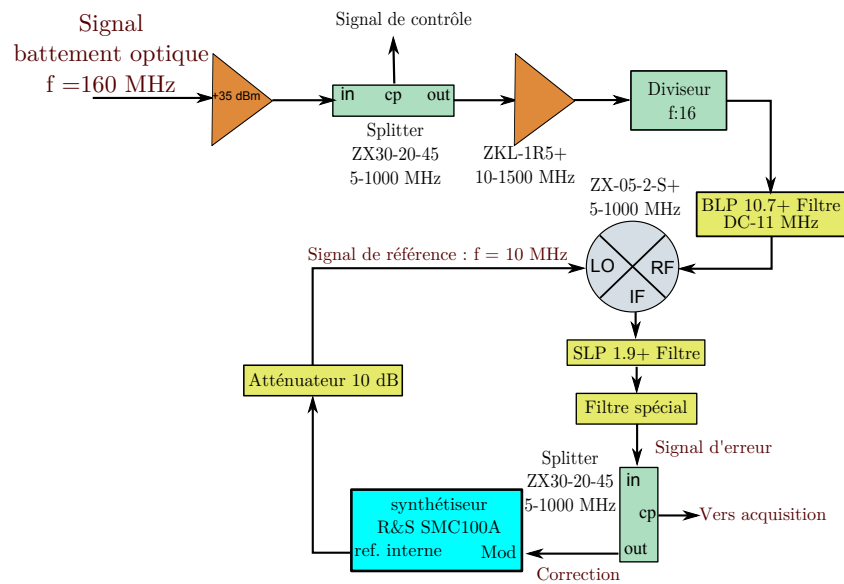 Signal
battement optique
f =160 MHz
Signal de contrôle
+35 dBm
in
cp
out
Splitter
ZX30-20-45
5-1000 MHz
ZKL-1R5+
10-1500 MHz
Diviseur
f:16
ZX-05-2-S+
5-1000 MHz
BLP 10.7+ Filtre
DC-11 MHz
Signal de référence : f = 10 MHz
LO
RF
IF
SLP 1.9+ Filtre
Atténuateur 10 dB
Filtre spécial
Signal d'erreur
Splitter
ZX30-20-45
5-1000 MHz
in
cp
out
Vers acquisition
synthétiseur
R&S SMC100A
ref. interne
Mod
Correction